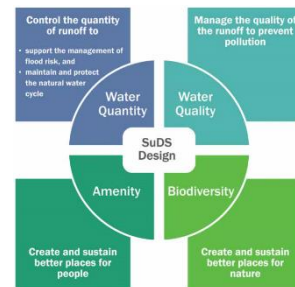 Control the quantity
of runoff to
• support the management of
flood risk, and
• maintain and protect
the natural water
cycle
Manage the quality of
the runoff to prevent
pollution
Water
Quantity
Water
Quality
SuDS
Design
Amenity
Biodiversity
Create and sustain
better places for
people
Create and sustain
better places for
nature